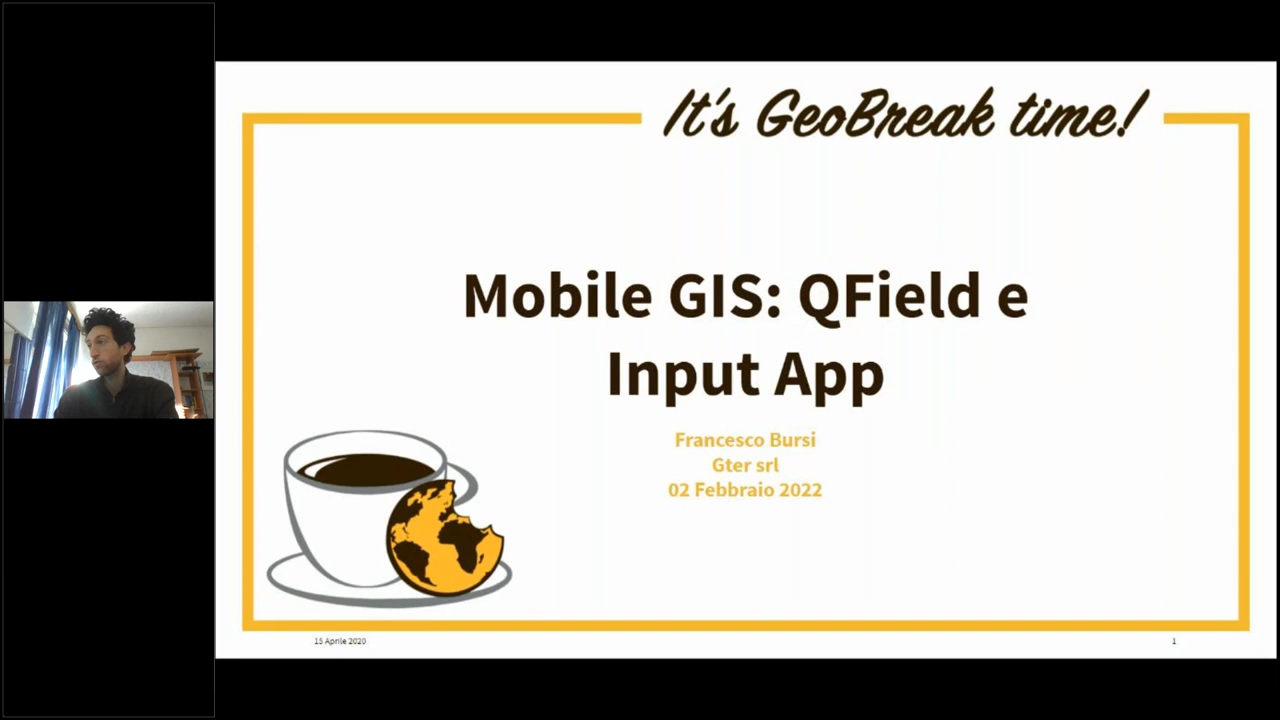 It's GeoBreak time!
Mobile GIS: QField e
Input App
Francesco Bursi
Gter srl
02 Febbraio 2022
15 Aprile 2020
1